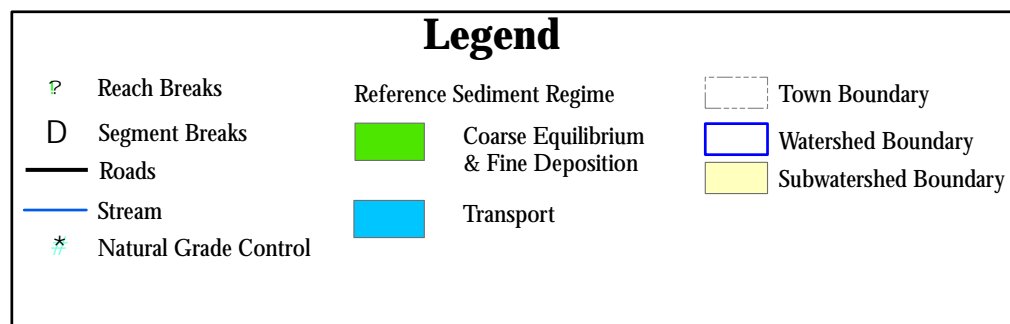 Legend
? Reach Breaks
D Segment Breaks
Roads
Stream
* # Natural Grade Control
Reference Sediment Regime
Coarse Equilibrium
& Fine Deposition
Transport
Town Boundary
Watershed Boundary
Subwatershed Boundary